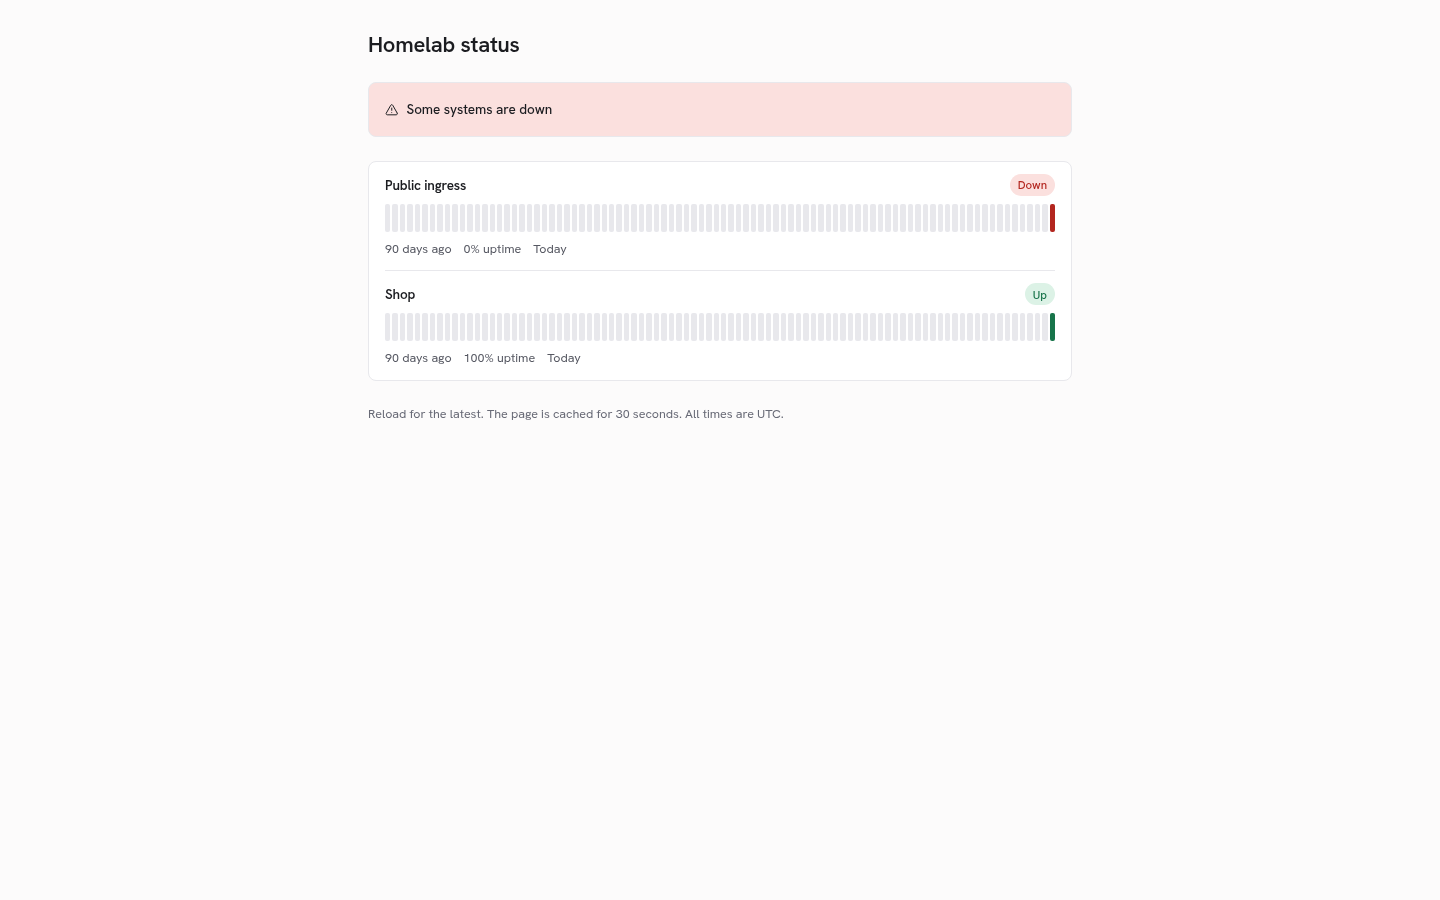 Homelab status
Some systems are down
Public ingress
Down
90 days ago 0% uptime Today
Shop
Up
90 days ago 100% uptime Today
Reload for the latest. The page is cached for 30 seconds. All times are UTC.